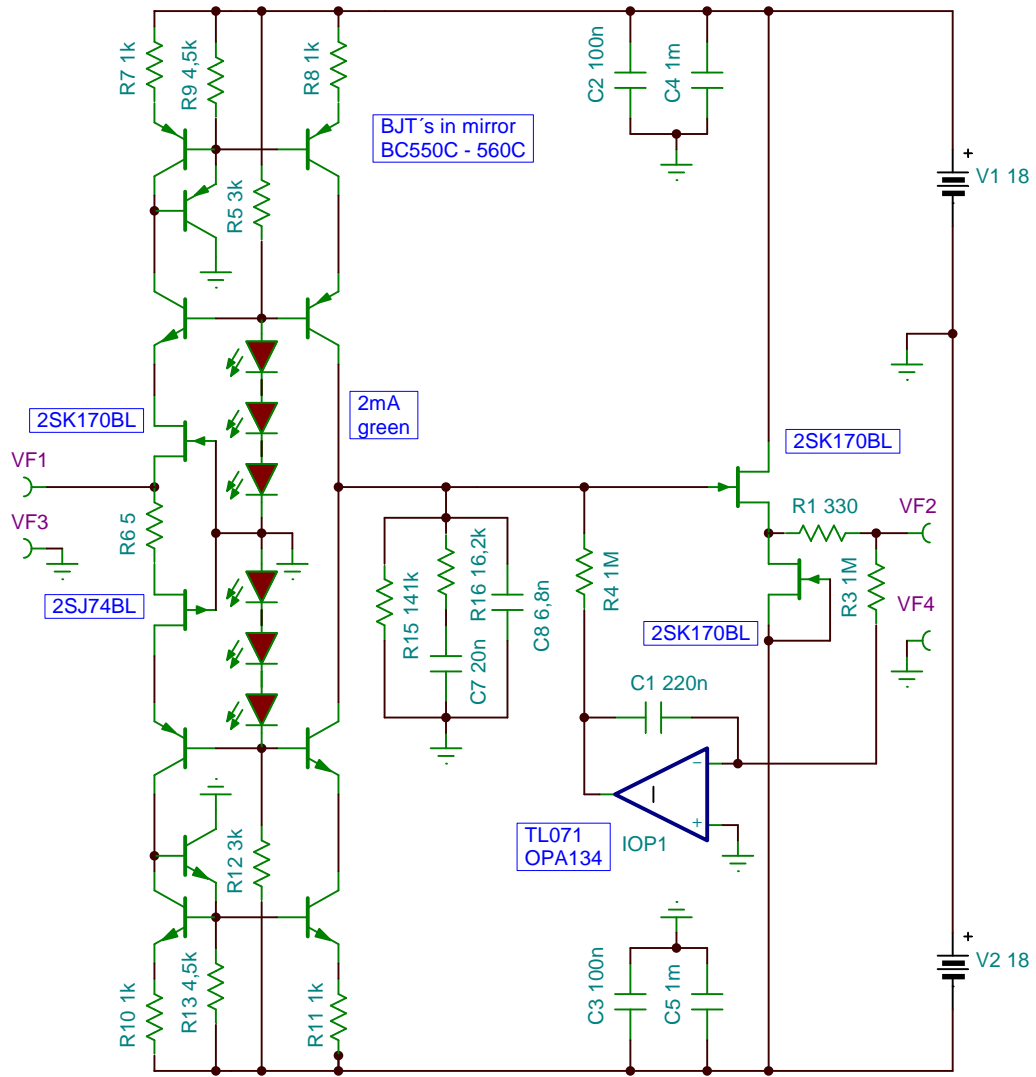 R7 1k
R9 4,5k
R8 1k
C2 100n
C4 1m
BJT´s in mirror
BC550C - 560C
+
V1 18
R5 3k
2SK170BL
2mA
green
2SK170BL
VF1
VF3
R6 5
R1 330
VF2
2SJ74BL
R15 141k
R16 16,2k
C7 20n
C8 6,8n
R4 1M
R3 1M
VF4
2SK170BL
C1 220n
−
+
IOP1
TL071
OPA134
R12 3k
+
V2 18
R10 1k
R13 4,5k
R11 1k
C3 100n
C5 1m